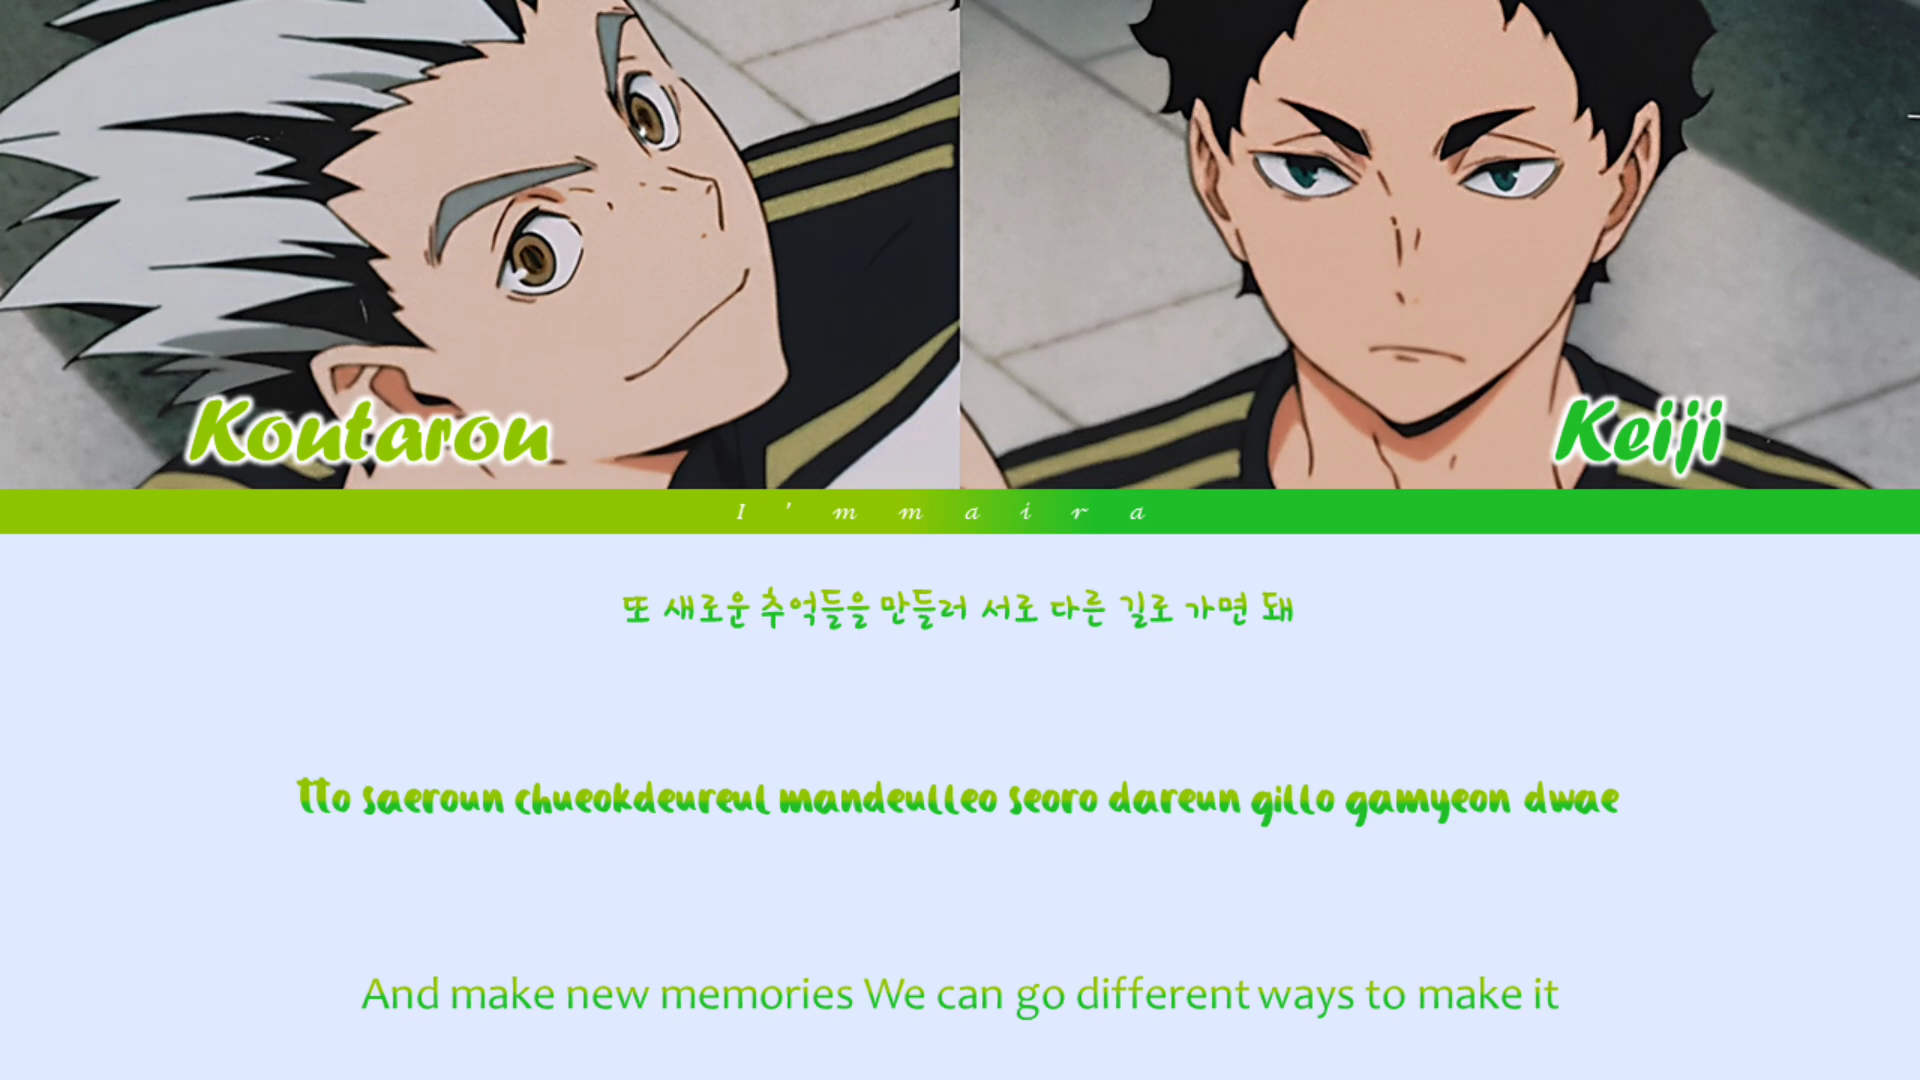 Koutarou
Keiji
I'mmaira
또 새로운 추억들을 만들러 서로 다른 길로 가면 돼
tto saeroun chueokdeureul mandeulleo seoro dareun gillo gamyeon dwae
And make new memories We can go different ways to make it